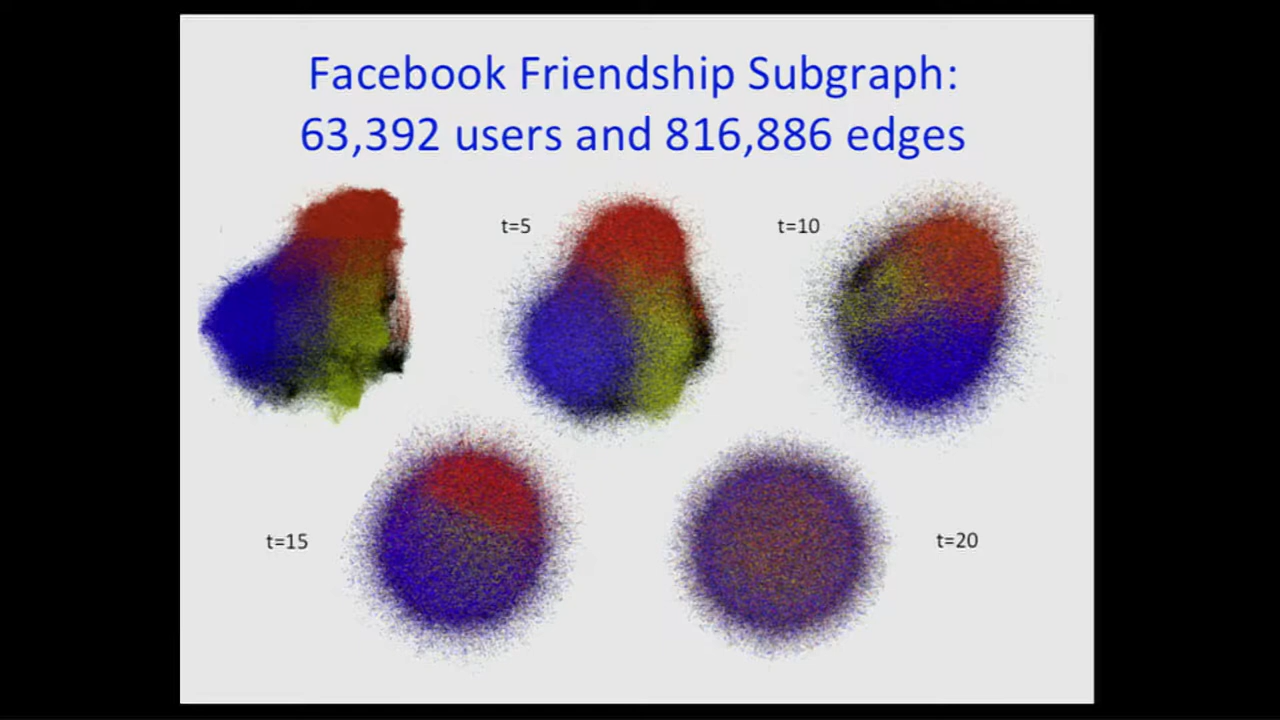 Facebook Friendship Subgraph:
63,392 users and 816,886 edges
t=5
t=10
t=15
t=20